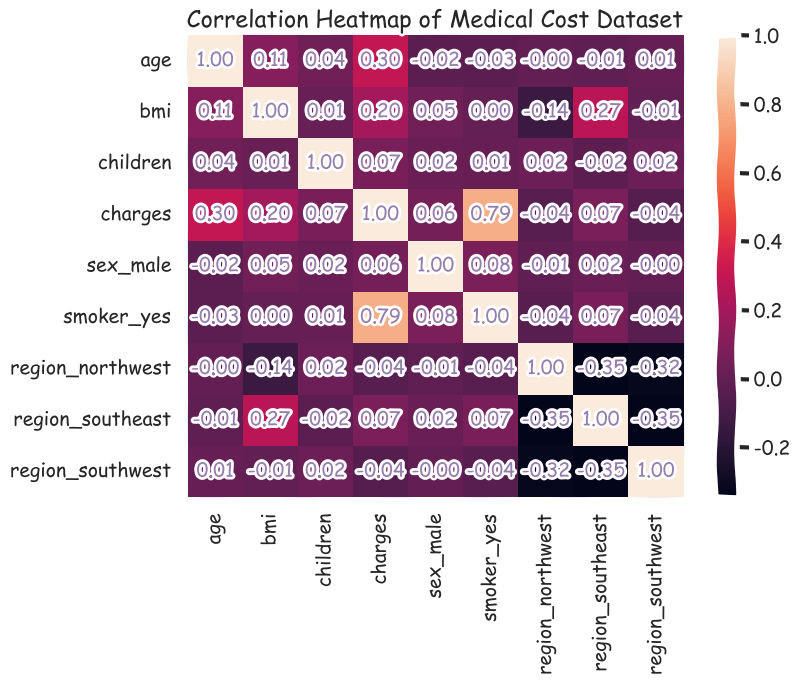 Correlation Heatmap of Medical Cost Dataset
age 1.00 0.11 0.04 0.30 -0.02 -0.03 -0.00 -0.01 0.01
bmi 0.11 1.00 0.01 0.20 0.05 0.00 -0.14 0.27 -0.01
children 0.04 0.01 1.00 0.07 0.02 0.01 0.02 -0.02 0.02
charges 0.30 0.20 0.07 1.00 0.06 0.79 -0.04 0.07 -0.04
sex_male -0.02 0.05 0.02 0.06 1.00 0.08 -0.01 0.02 -0.00
smoker_yes -0.03 0.00 0.01 0.79 0.08 1.00 -0.04 0.07 -0.04
region_northwest -0.00 -0.14 0.02 -0.04 -0.01 -0.04 1.00 -0.35 -0.32
region_southeast -0.01 0.27 -0.02 0.07 0.02 0.07 -0.35 1.00 -0.35
region_southwest 0.01 -0.01 0.02 -0.04 -0.00 -0.04 -0.32 -0.35 1.00
age bmi children charges sex_male smoker_yes region_northwest region_southeast region_southwest
1.0
0.8
0.6
0.4
0.2
0.0
-0.2